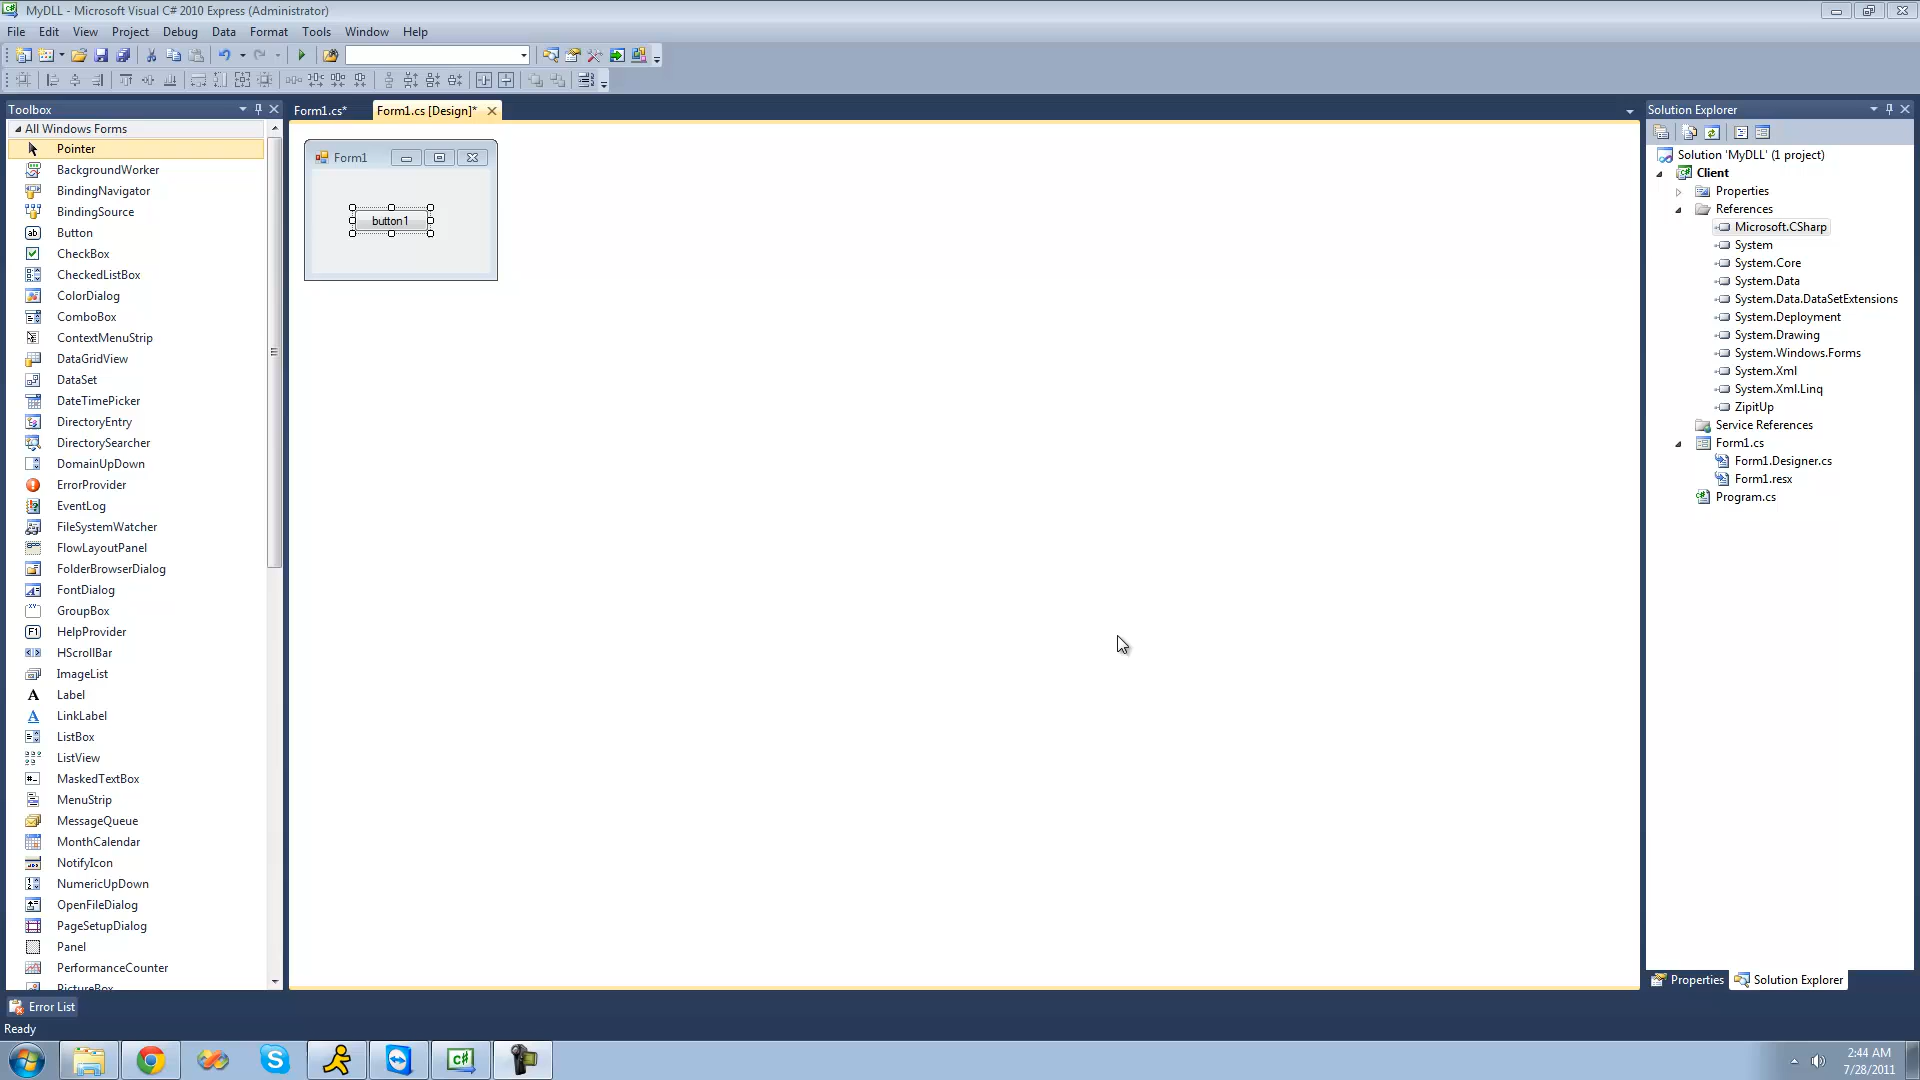 MyDLL - Microsoft Visual C# 2010 Express (Administrator)
File Edit View Project Debug Data Format Tools Window Help
Toolbox
Form1.cs*
Form1.cs [Design]*
Solution Explorer
All Windows Forms
Pointer
BackgroundWorker
BindingNavigator
BindingSource
Button
CheckBox
CheckedListBox
ColorDialog
ComboBox
ContextMenuStrip
DataGridView
DataSet
DateTimePicker
DirectoryEntry
DirectorySearcher
DomainUpDown
ErrorProvider
EventLog
FileSystemWatcher
FlowLayoutPanel
FolderBrowserDialog
FontDialog
GroupBox
HelpProvider
HScrollBar
ImageList
Label
LinkLabel
ListBox
ListView
MaskedTextBox
MenuStrip
MessageQueue
MonthCalendar
NotifyIcon
NumericUpDown
OpenFileDialog
PageSetupDialog
Panel
PerformanceCounter
PictureBox
Form1
button1
Solution 'MyDLL' (1 project)
Client
Properties
References
Microsoft.CSharp
System
System.Core
System.Data
System.Data.DataSetExtensions
System.Deployment
System.Drawing
System.Windows.Forms
System.Xml
System.Xml.Linq
ZipitUp
Service References
Form1.cs
Form1.Designer.cs
Form1.resx
Program.cs
Properties
Solution Explorer
Error List
Ready
2:44 AM
7/28/2011